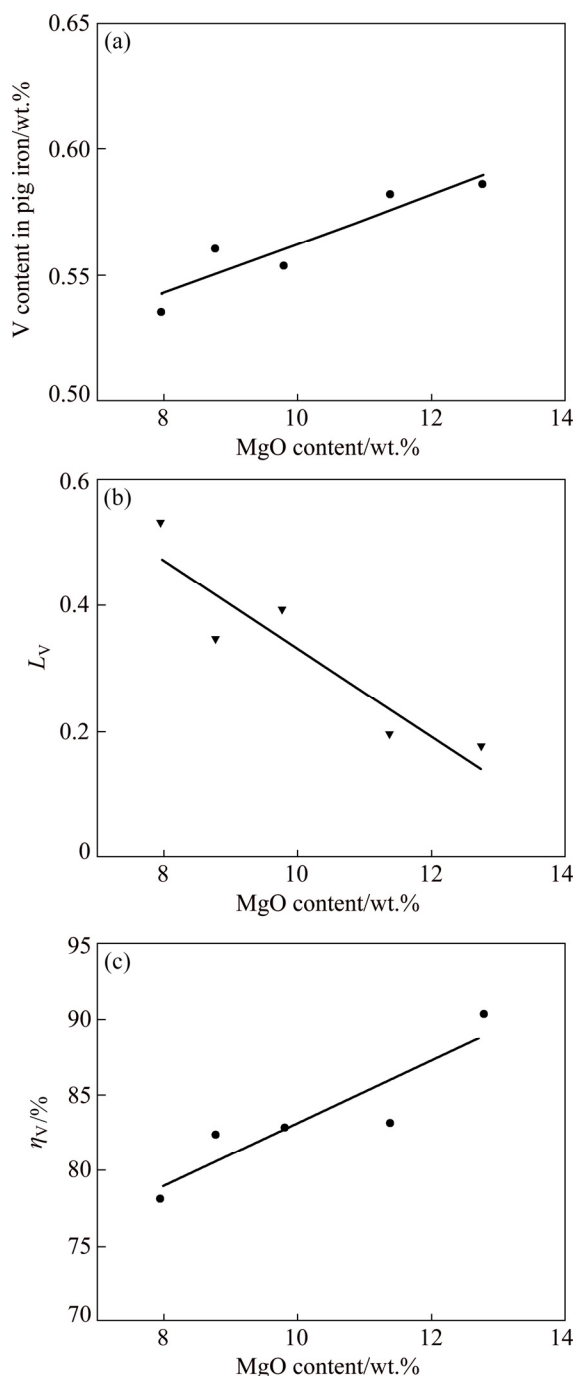 (a)
V content in pig iron/wt.%
0.65
0.60
0.55
0.50
8 10 12 14
MgO content/wt.%
(b)
L_V
0.6
0.4
0.2
0
8 10 12 14
MgO content/wt.%
(c)
η_V/%
95
90
85
80
75
70
8 10 12 14
MgO content/wt.%